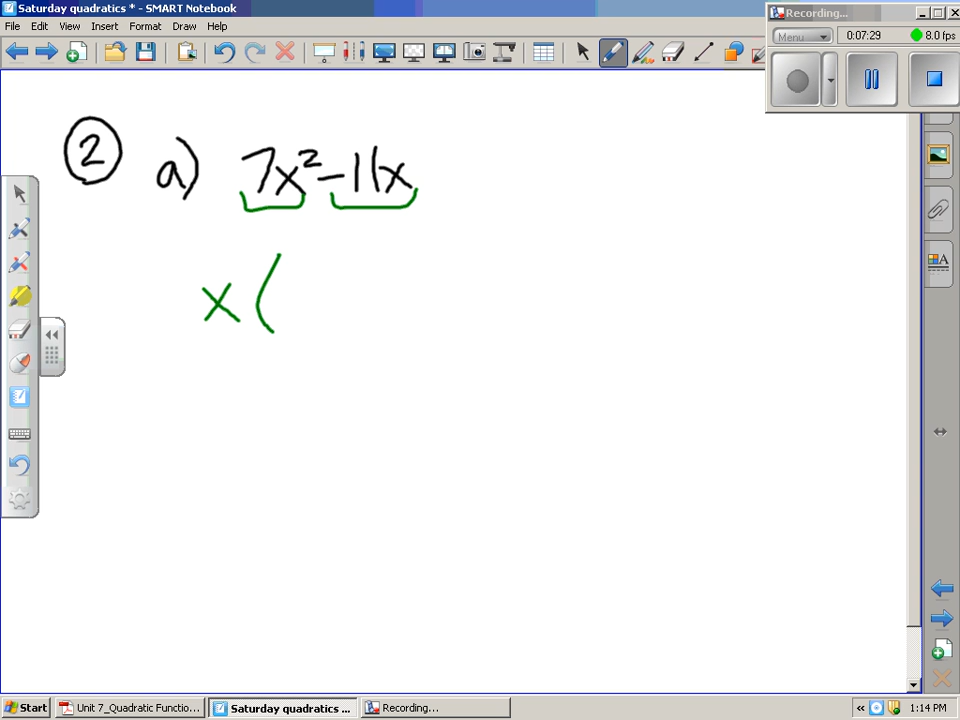 Saturday quadratics * - SMART Notebook
Recording...
File Edit View Insert Format Draw Help
Menu 0:07:29 8.0 fps
2 a) 7x² - 11x
x (
Start Unit 7_Quadratic Functio... Saturday quadratics ... Recording... 1:14 PM